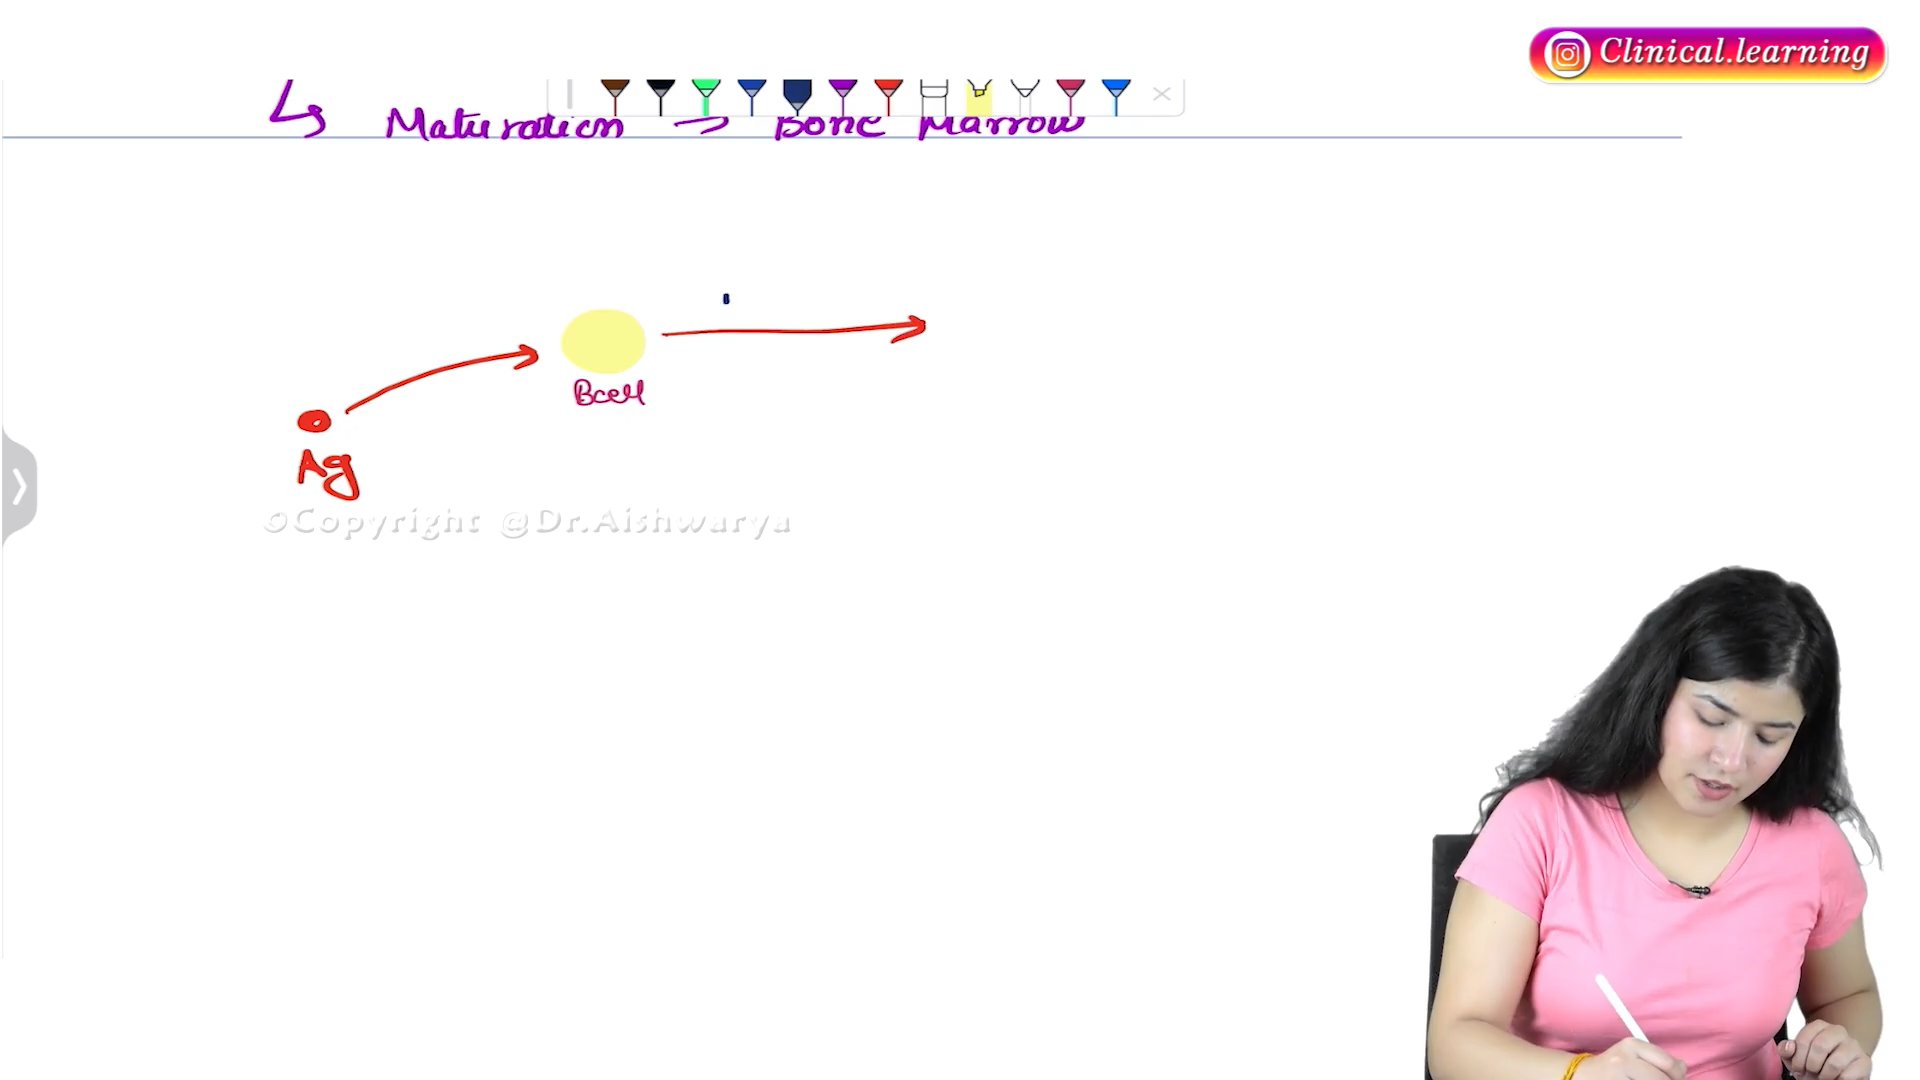 Clinical.learning
Maturation → Bone Marrow
Bcell
Ag
©Copyright @Dr.Aishwarya